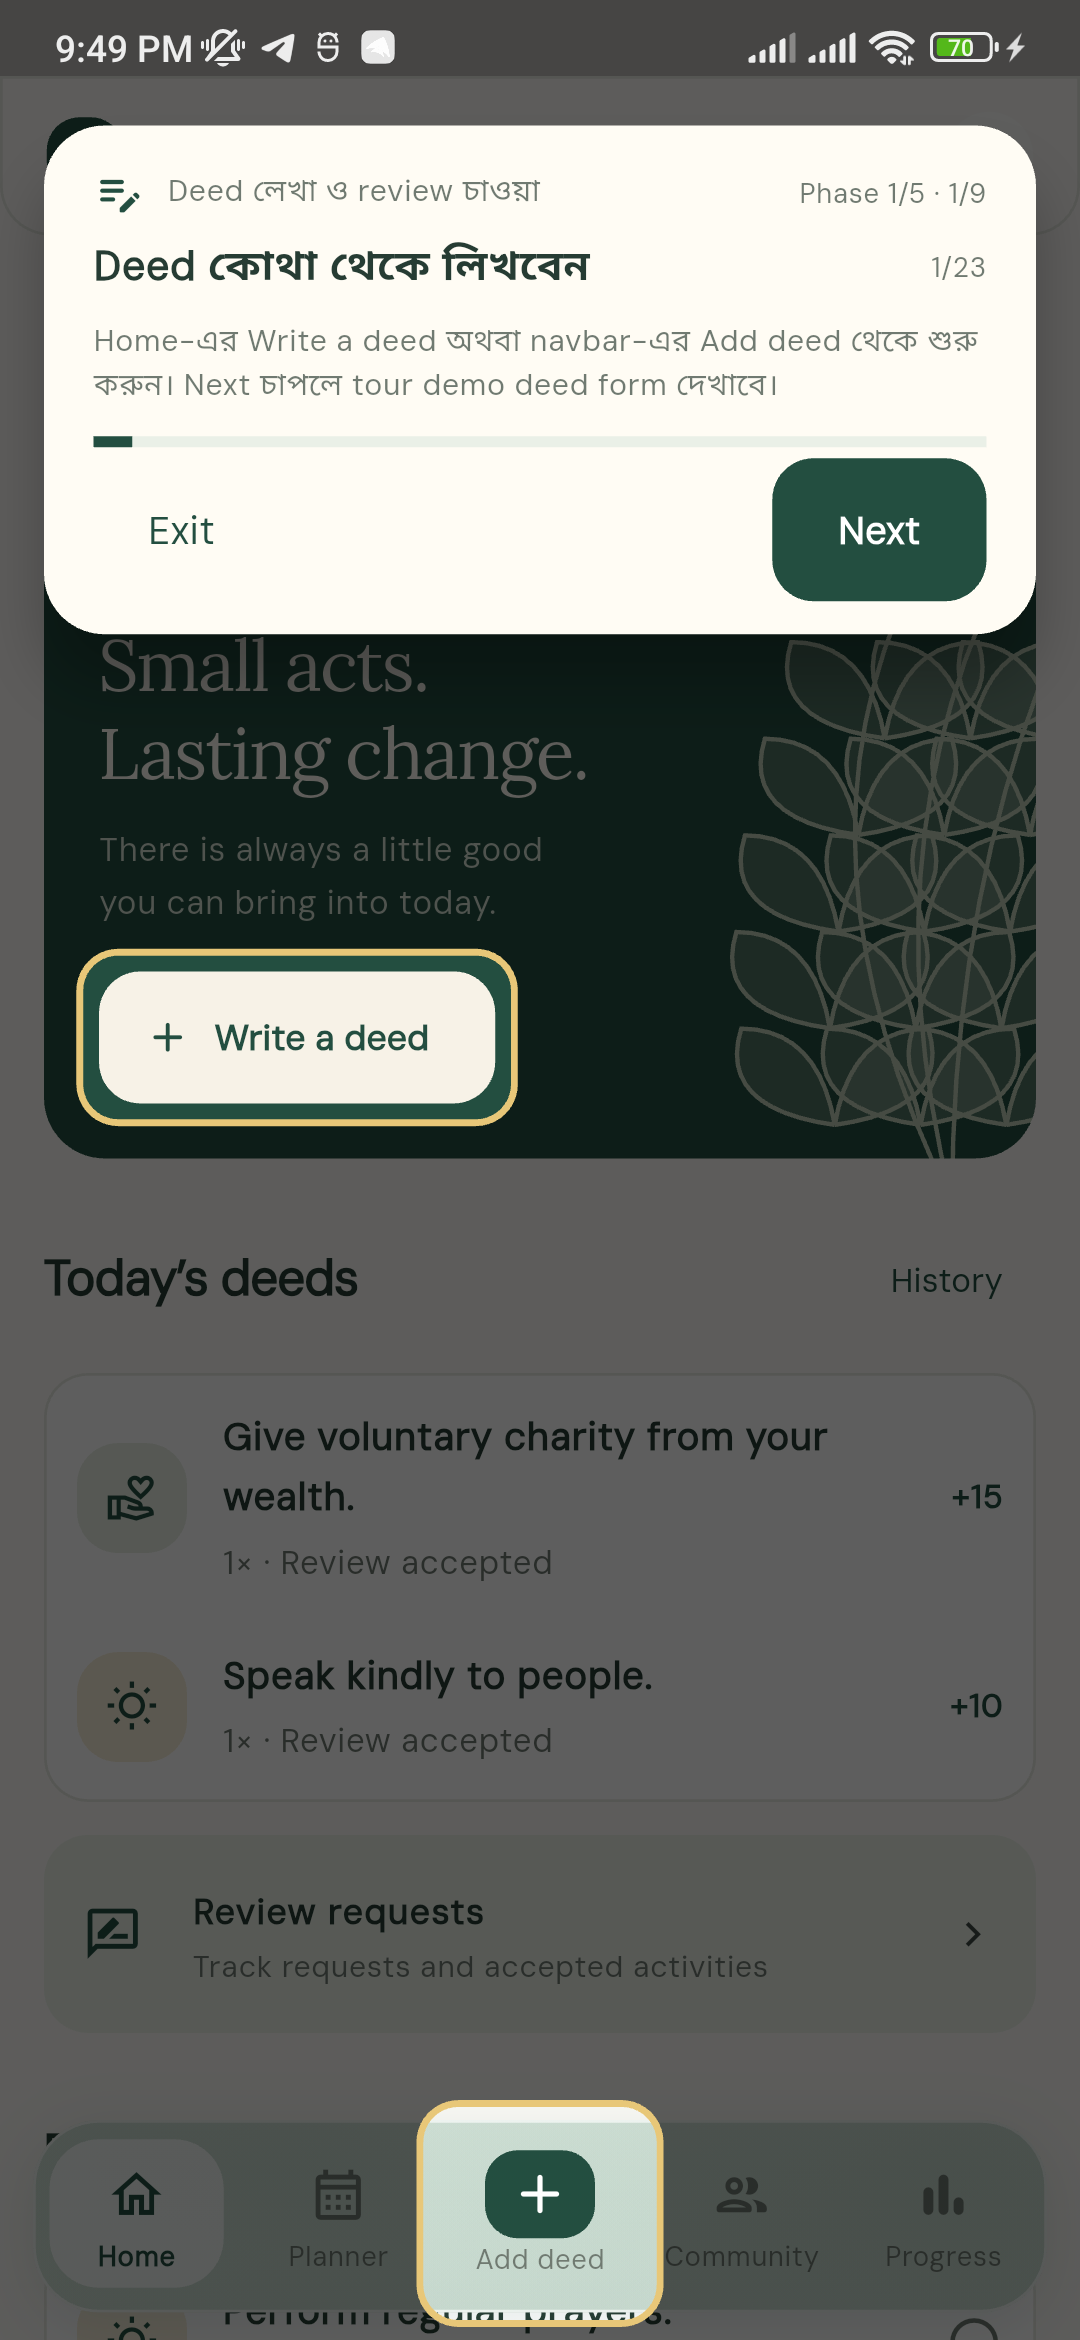 9:49 PM
70
Deed লেখা ও review চাওয়া
Phase 1/5 · 1/9
Deed কোথা থেকে লিখবেন
1/23
Home-এর Write a deed অথবা navbar-এর Add deed থেকে শুরু
করুন। Next চাপলে tour demo deed form দেখাবে।
Exit
Next
Small acts.
Lasting change.
There is always a little good
you can bring into today.
+ Write a deed
Today's deeds
History
Give voluntary charity from your
wealth.
+15
1× · Review accepted
Speak kindly to people.
+10
1× · Review accepted
Review requests
Track requests and accepted activities
Home
Planner
Add deed
Community
Progress
Perform regular prayers.